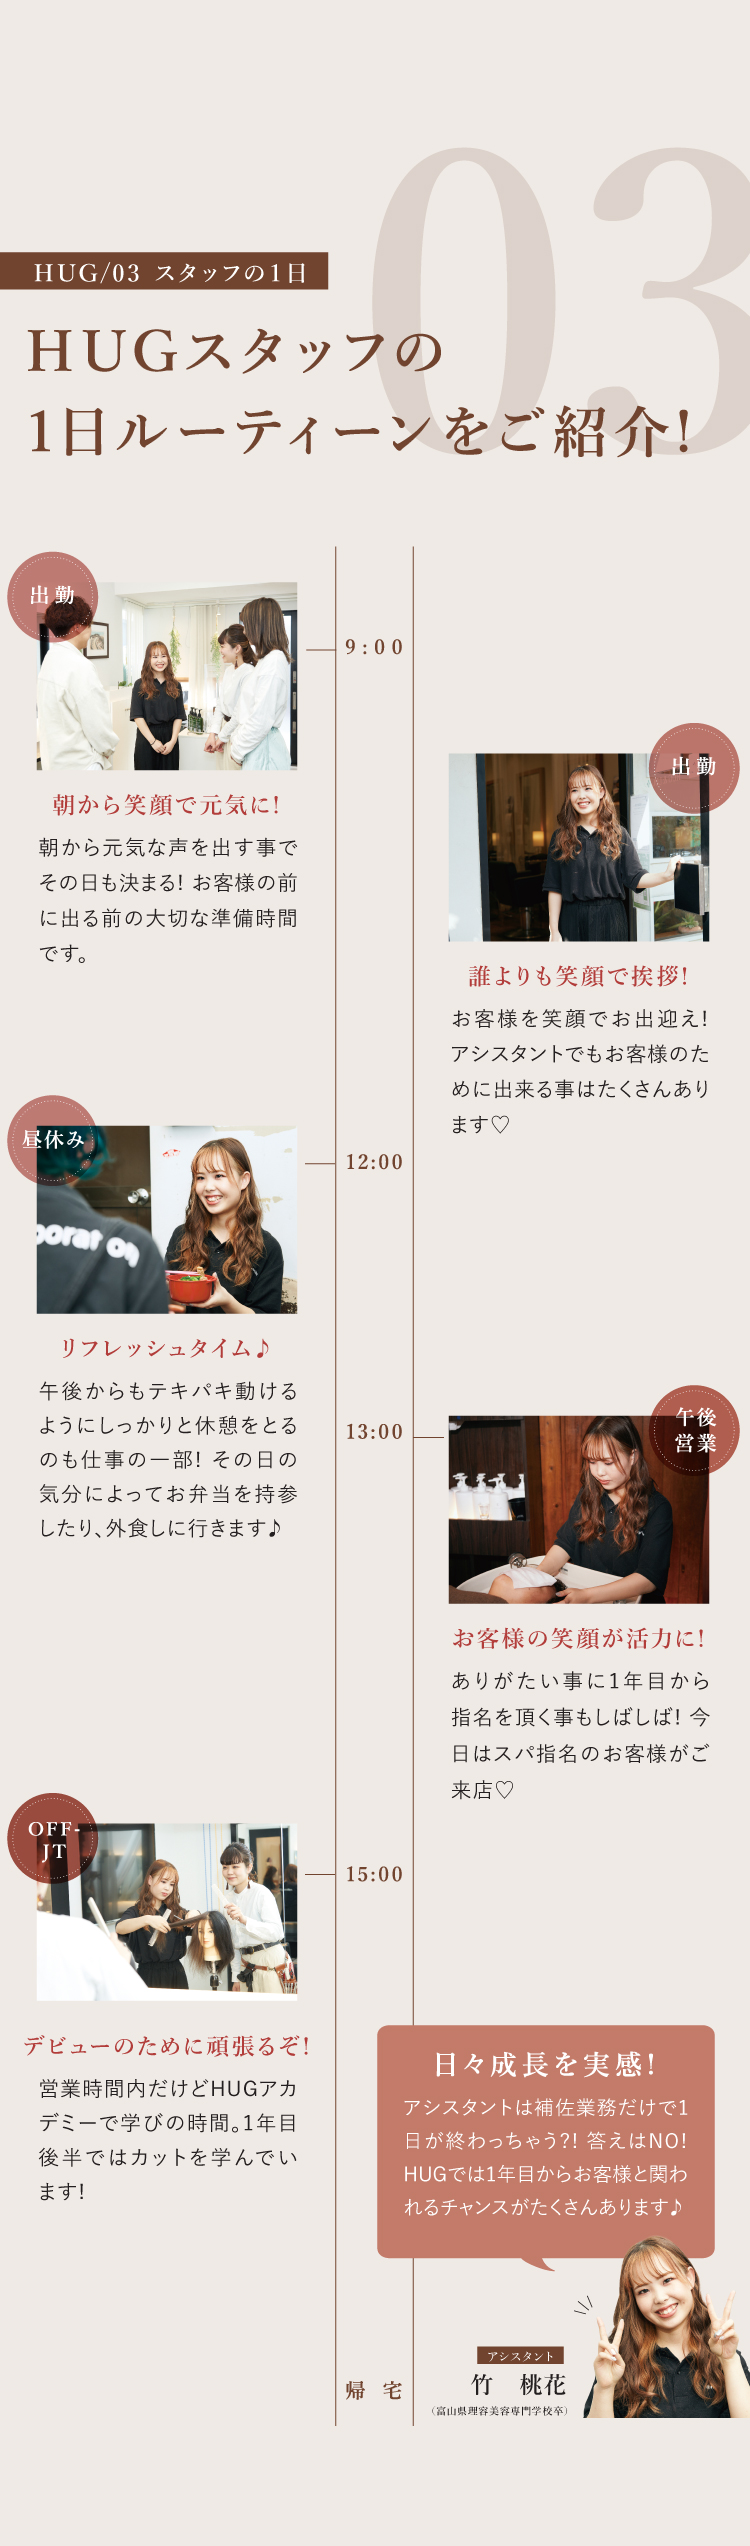 03
HUG/03 スタッフの1日
HUGスタッフの
1日ルーティーンをご紹介!
出勤
9:00
朝から笑顔で元気に!
朝から元気な声を出す事で
その日も決まる! お客様の前
に出る前の大切な準備時間
です。
出勤
誰よりも笑顔で挨拶!
お客様を笑顔でお出迎え!
アシスタントでもお客様のた
めに出来る事はたくさんあり
ます♡
昼休み
12:00
リフレッシュタイム♪
午後からもテキパキ動ける
ようにしっかりと休憩をとる
のも仕事の一部! その日の
気分によってお弁当を持参
したり、外食しに行きます♪
13:00
午後
営業
お客様の笑顔が活力に!
ありがたい事に1年目から
指名を頂く事もしばしば! 今
日はスパ指名のお客様がご
来店♡
OFF-
JT
15:00
デビューのために頑張るぞ!
営業時間内だけどHUGアカ
デミーで学びの時間。1年目
後半ではカットを学んでい
ます!
日々成長を実感!
アシスタントは補佐業務だけで1
日が終わっちゃう?! 答えはNO!
HUGでは1年目からお客様と関わ
れるチャンスがたくさんあります♪
アシスタント
竹 桃花
(富山県理容美容専門学校卒)
帰宅